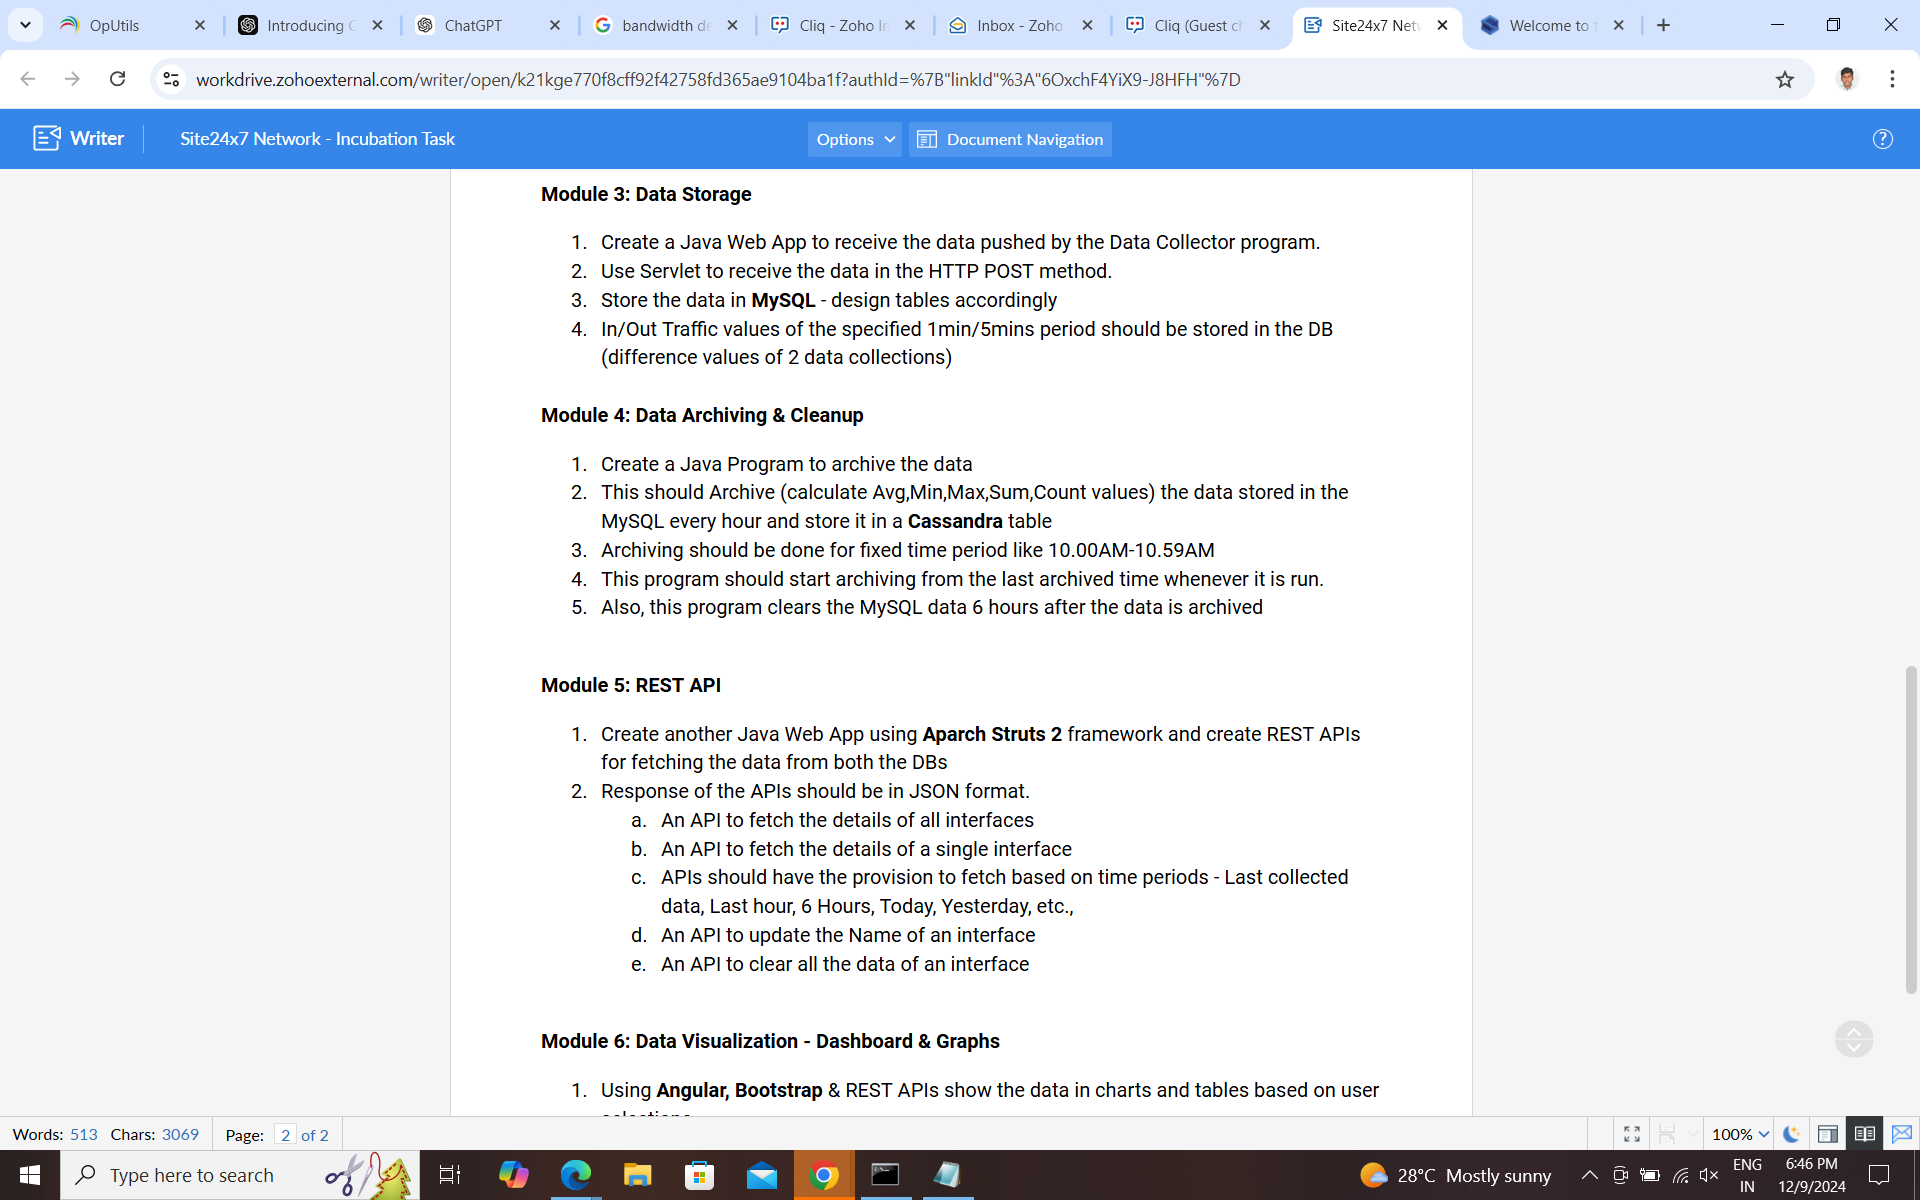 OpUtils
Introducing C
ChatGPT
bandwidth de
Cliq - Zoho In
Inbox - Zoho
Cliq (Guest ch
Site24x7 Netw
Welcome to t
workdrive.zohoexternal.com/writer/open/k21kge770f8cff92f42758fd365ae9104ba1f?authId=%7B"linkId"%3A"6OxchF4YiX9-J8HFH"%7D
Writer
Site24x7 Network - Incubation Task
Options
Document Navigation
Module 3: Data Storage
1. Create a Java Web App to receive the data pushed by the Data Collector program.
2. Use Servlet to receive the data in the HTTP POST method.
3. Store the data in MySQL - design tables accordingly
4. In/Out Traffic values of the specified 1min/5mins period should be stored in the DB
(difference values of 2 data collections)
Module 4: Data Archiving & Cleanup
1. Create a Java Program to archive the data
2. This should Archive (calculate Avg,Min,Max,Sum,Count values) the data stored in the
MySQL every hour and store it in a Cassandra table
3. Archiving should be done for fixed time period like 10.00AM-10.59AM
4. This program should start archiving from the last archived time whenever it is run.
5. Also, this program clears the MySQL data 6 hours after the data is archived
Module 5: REST API
1. Create another Java Web App using Aparch Struts 2 framework and create REST APIs
for fetching the data from both the DBs
2. Response of the APIs should be in JSON format.
a. An API to fetch the details of all interfaces
b. An API to fetch the details of a single interface
c. APIs should have the provision to fetch based on time periods - Last collected
data, Last hour, 6 Hours, Today, Yesterday, etc.,
d. An API to update the Name of an interface
e. An API to clear all the data of an interface
Module 6: Data Visualization - Dashboard & Graphs
1. Using Angular, Bootstrap & REST APIs show the data in charts and tables based on user
Words: 513 Chars: 3069 Page: 2 of 2
100%
Type here to search
28°C Mostly sunny
ENG
IN
6:46 PM
12/9/2024